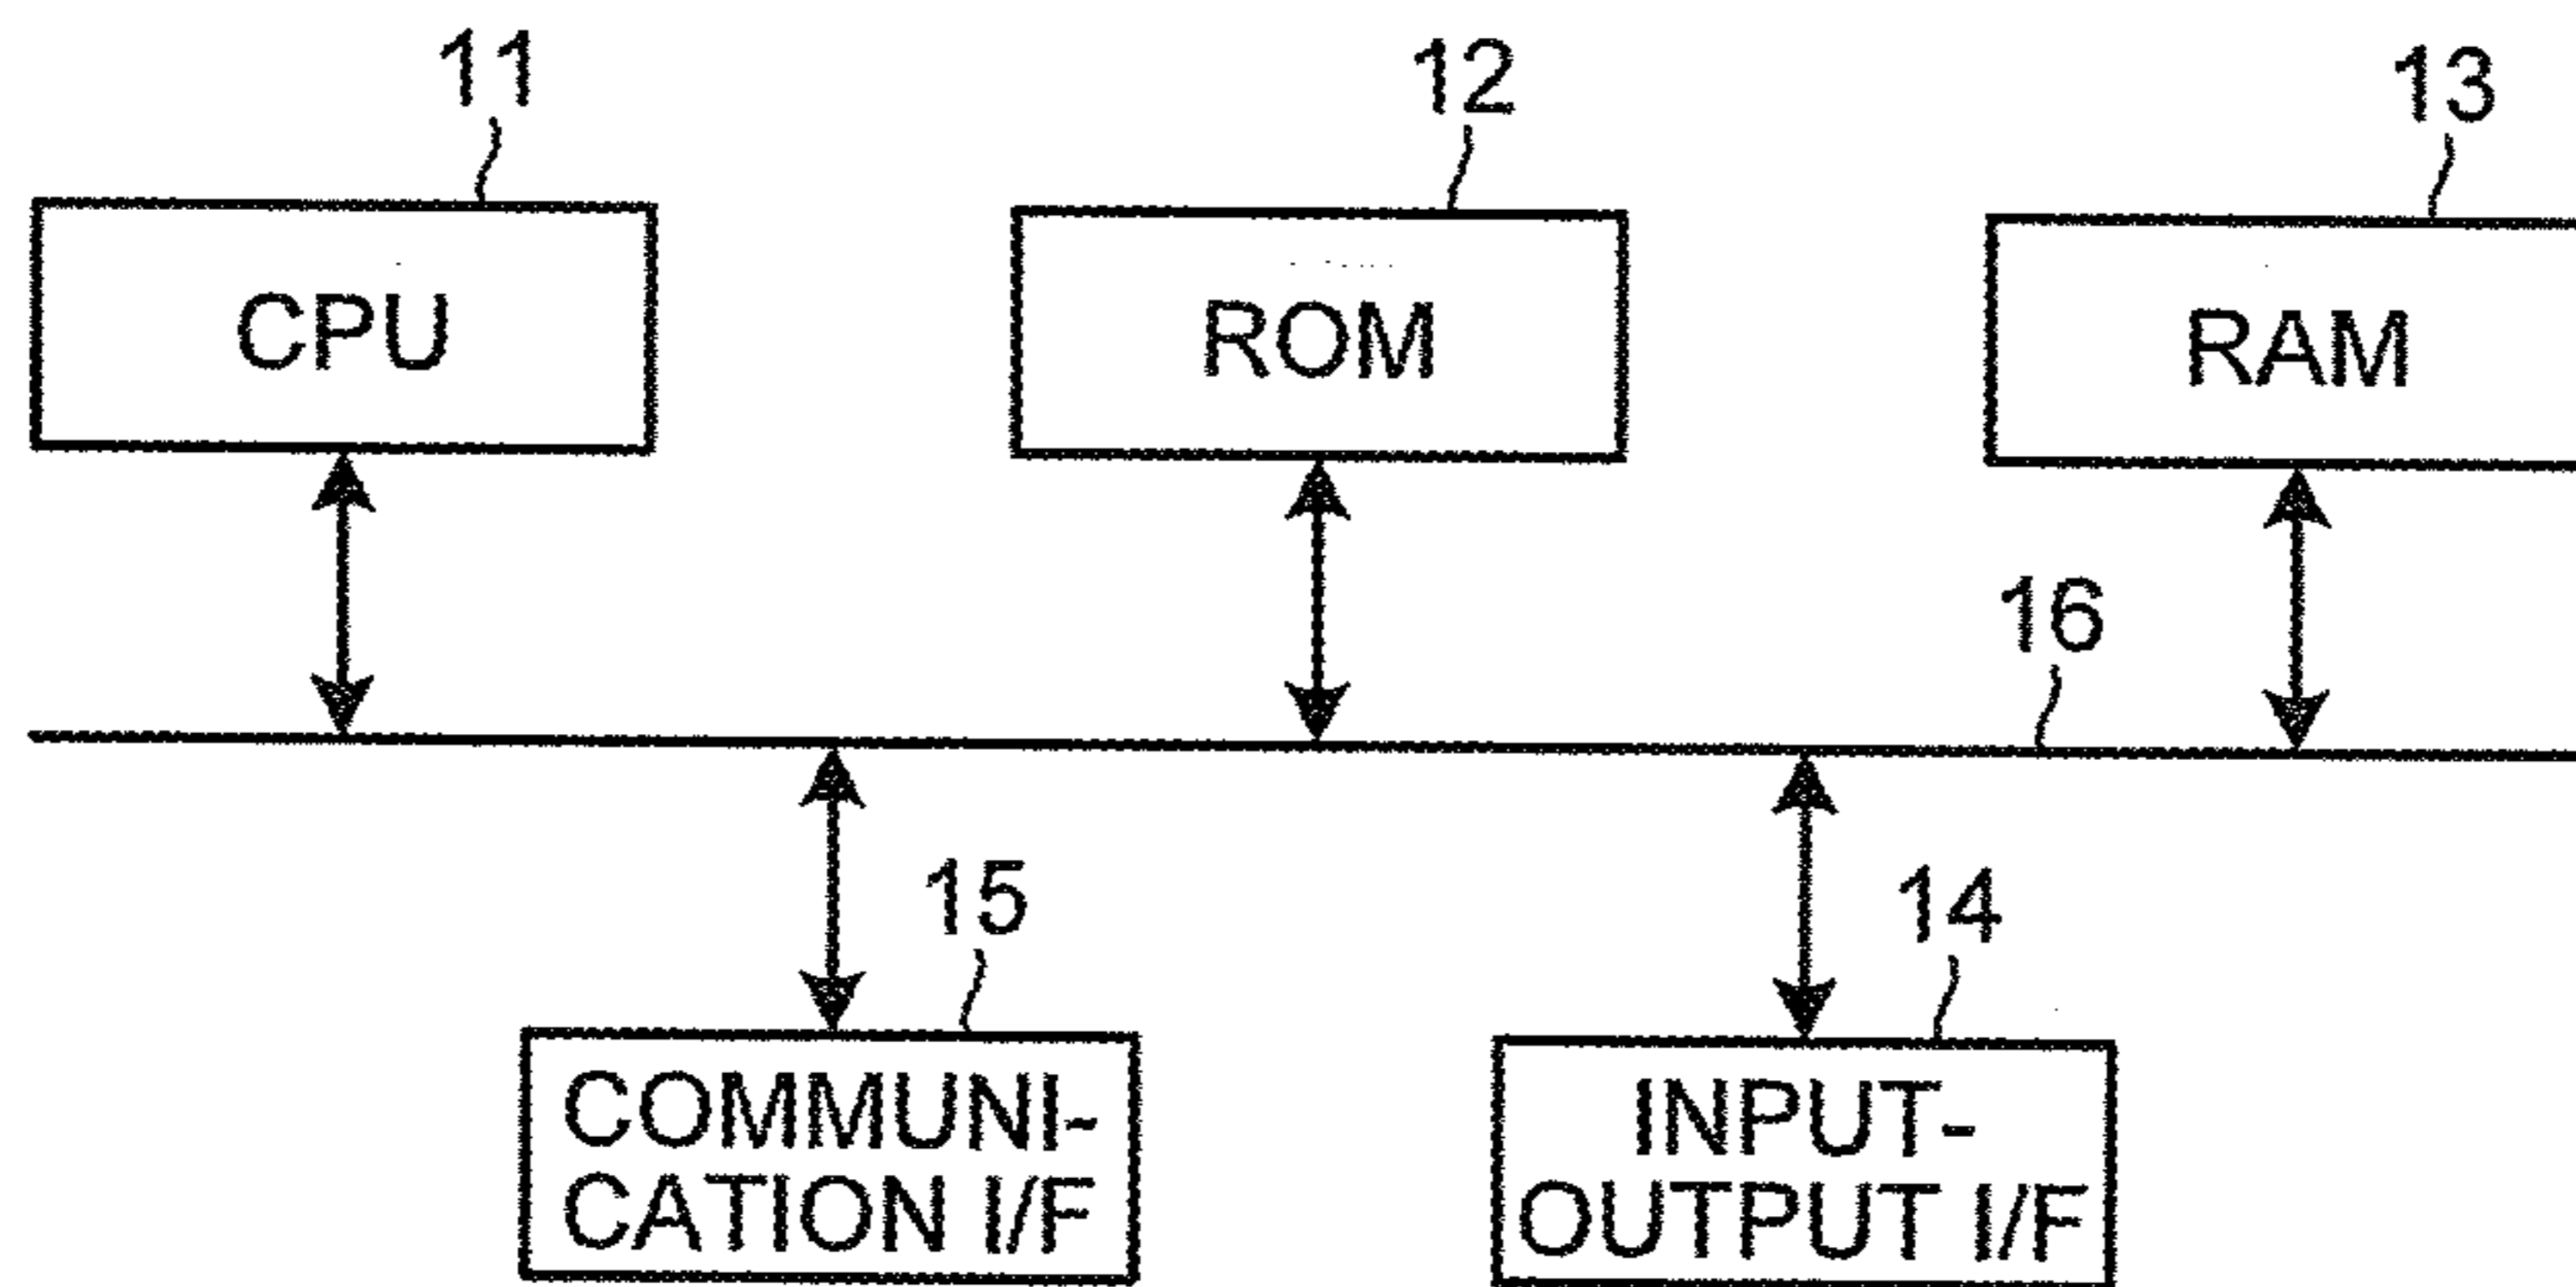 11
12
13
CPU
ROM
RAM
16
15
14
COMMUNI-
CATION I/F
INPUT-
OUTPUT I/F